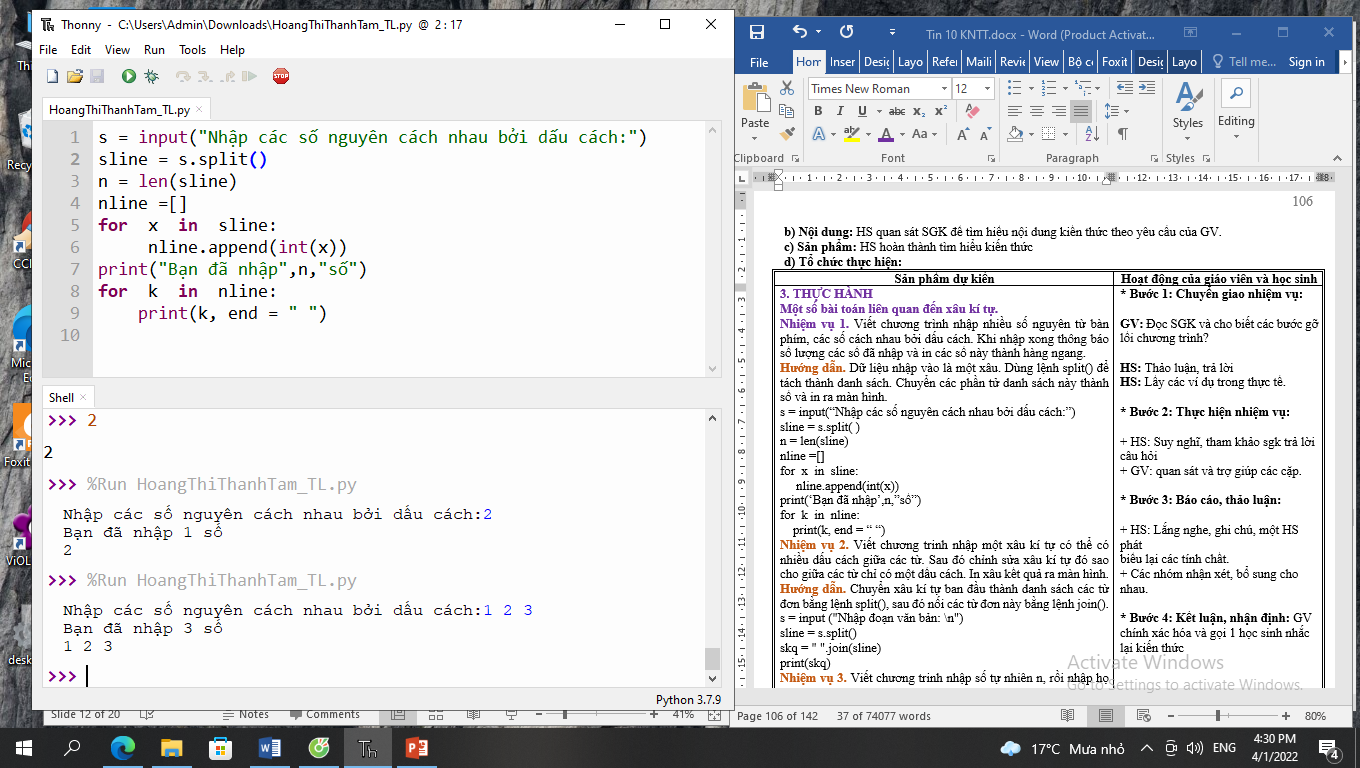 Thonny - C:\Users\Admin\Downloads\HoangThiThanhTam_TL.py @ 2:17
File Edit View Run Tools Help
STOP
HoangThiThanhTam_TL.py
1 s = input("Nhập các số nguyên cách nhau bởi dấu cách:")
2 sline = s.split()
3 n = len(sline)
4 nline =[]
5 for x in sline:
6 nline.append(int(x))
7 print("Bạn đã nhập",n,"số")
8 for k in nline:
9 print(k, end = " ")
10
Shell
>>> 2
2
>>> %Run HoangThiThanhTam_TL.py
Nhập các số nguyên cách nhau bởi dấu cách:2
Bạn đã nhập 1 số
2
>>> %Run HoangThiThanhTam_TL.py
Nhập các số nguyên cách nhau bởi dấu cách:1 2 3
Bạn đã nhập 3 số
1 2 3
>>>
Python 3.7.9
Slide 12 of 20 Notes Comments 41%
Tin 10 KNTT.docx - Word (Product Activat...
File Hom Inser Desig Layo Refer Maili Revie View Bộ cơ Foxit Desig Layo Tell me... Sign in
Times New Roman 12
Paste
Styles
Editing
Clipboard Font Paragraph Styles
106
b) Nội dung: HS quan sát SGK để tìm hiểu nội dung kiến thức theo yêu cầu của GV.
c) Sản phẩm: HS hoàn thành tìm hiểu kiến thức
d) Tổ chức thực hiện:
Sản phẩm dự kiến
3. THỰC HÀNH
Một số bài toán liên quan đến xâu kí tự.
Nhiệm vụ 1. Viết chương trình nhập nhiều số nguyên từ bàn
phím, các số cách nhau bởi dấu cách. Khi nhập xong thông báo
số lượng các số đã nhập và in các số này thành hàng ngang.
Hướng dẫn. Dữ liệu nhập vào là một xâu. Dùng lệnh split() để
tách thành danh sách. Chuyển các phần tử danh sách này thành
số và in ra màn hình.
s = input(“Nhập các số nguyên cách nhau bởi dấu cách:”)
sline = s.split( )
n = len(sline)
nline =[]
for x in sline:
nline.append(int(x))
print(‘Bạn đã nhập’,n,”số”)
for k in nline:
print(k, end = “ “)
Nhiệm vụ 2. Viết chương trình nhập một xâu kí tự có thể có
nhiều dấu cách giữa các từ. Sau đó chỉnh sửa xâu kí tự đó sao
cho giữa các từ chỉ có một dấu cách. In xâu kết quả ra màn hình.
Hướng dẫn. Chuyển xâu kí tự ban đầu thành danh sách các từ
đơn bằng lệnh split(), sau đó nối các từ đơn này bằng lệnh join().
s = input ("Nhập đoạn văn bản: \n")
sline = s.split()
skq = " ".join(sline)
print(skq)
Nhiệm vụ 3. Viết chương trình nhập số tự nhiên n, rồi nhập họ
Hoạt động của giáo viên và học sinh
* Bước 1: Chuyển giao nhiệm vụ:
GV: Đọc SGK và cho biết các bước gỡ
lỗi chương trình?
HS: Thảo luận, trả lời
HS: Lấy các ví dụ trong thực tế.
* Bước 2: Thực hiện nhiệm vụ:
+ HS: Suy nghĩ, tham khảo sgk trả lời
câu hỏi
+ GV: quan sát và trợ giúp các cặp.
* Bước 3: Báo cáo, thảo luận:
+ HS: Lắng nghe, ghi chú, một HS
phát
biểu lại các tính chất.
+ Các nhóm nhận xét, bổ sung cho
nhau.
* Bước 4: Kết luận, nhận định: GV
chính xác hóa và gọi 1 học sinh nhắc
lại kiến thức
Activate Windows
Go to Settings to activate Windows.
Page 106 of 142 37 of 74077 words 80%
17°C Mưa nhỏ ENG 4:30 PM
4/1/2022
4